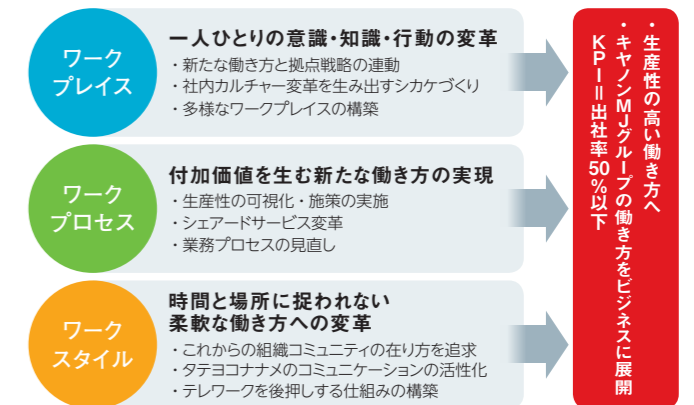 ワーク
プレイス
一人ひとりの意識・知識・行動の変革
・新たな働き方と拠点戦略の連動
・社内カルチャー変革を生み出すシカケづくり
・多様なワークプレイスの構築
ワーク
プロセス
付加価値を生む新たな働き方の実現
・生産性の可視化・施策の実施
・シェアードサービス変革
・業務プロセスの見直し
ワーク
スタイル
時間と場所に捉われない
柔軟な働き方への変革
・これからの組織コミュニティの在り方を追求
・タテヨコナナメのコミュニケーションの活性化
・テレワークを後押しする仕組みの構築
・生産性の高い働き方へ
・キヤノンMJグループの働き方をビジネスに展開
KPI=出社率50%以下